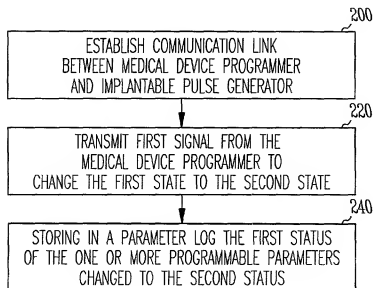 200
ESTABLISH COMMUNICATION LINK
BETWEEN MEDICAL DEVICE PROGRAMMER
AND IMPLANTABLE PULSE GENERATOR
220
TRANSMIT FIRST SIGNAL FROM THE
MEDICAL DEVICE PROGRAMMER TO
CHANGE THE FIRST STATE TO THE SECOND STATE
240
STORING IN A PARAMETER LOG THE FIRST STATUS
OF THE ONE OR MORE PROGRAMMABLE PARAMETERS
CHANGED TO THE SECOND STATUS